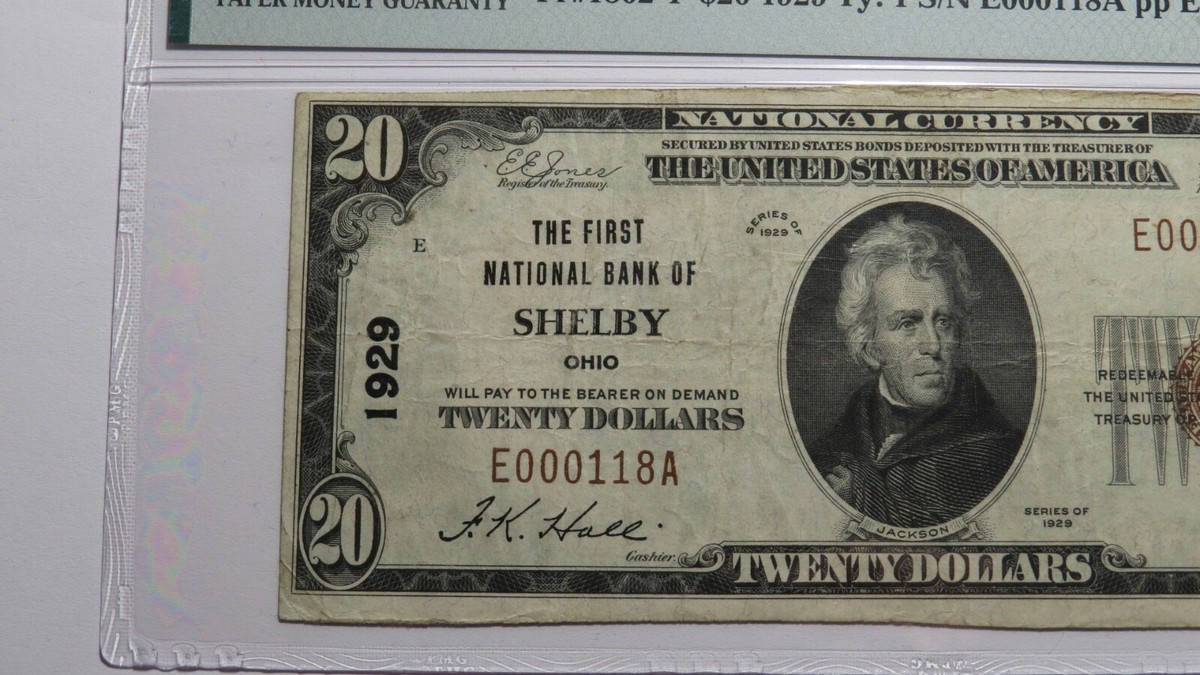 PAPER MONEY GUARANTY
20
NATIONAL CURRENCY
SECURED BY UNITED STATES BONDS DEPOSITED WITH THE TREASURER OF
THE UNITED STATES OF AMERICA
E E Jones
Register of the Treasury.
SERIES OF
1929
E00
E
THE FIRST
NATIONAL BANK OF
SHELBY
OHIO
1929
WILL PAY TO THE BEARER ON DEMAND
TWENTY DOLLARS
E000118A
F.K. Hall.
Cashier.
REDEEMAB
THE UNITED S
TREASURY
JACKSON
SERIES OF
1929
20
TWENTY DOLLARS
PMG
PMG